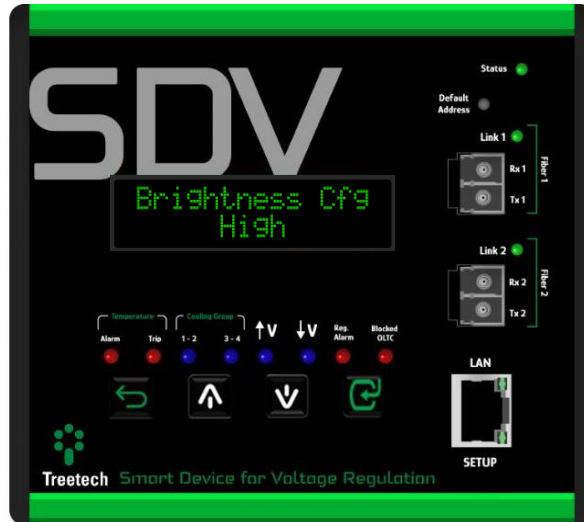 SDV
Status
Default
Address
Link 1
Rx 1
Tx 1
Fiber 1
Brightness Cfg
High
Link 2
Rx 2
Tx 2
Fiber 2
Temperature
Cooling Group
Alarm
Trip
1 - 2
3 - 4
↑V
↓V
Reg.
Alarm
Blocked
OLTC
LAN
SETUP
Treetech
Smart Device for Voltage Regulation